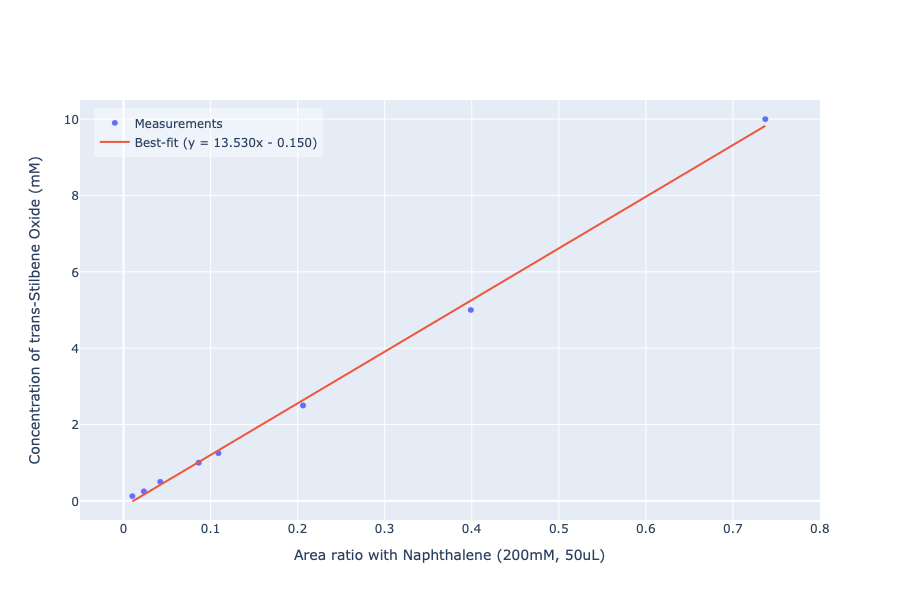 Measurements
Best-fit (y = 13.530x - 0.150)
10
8
6
4
2
0
Concentration of trans-Stilbene Oxide (mM)
0 0.1 0.2 0.3 0.4 0.5 0.6 0.7 0.8
Area ratio with Naphthalene (200mM, 50uL)